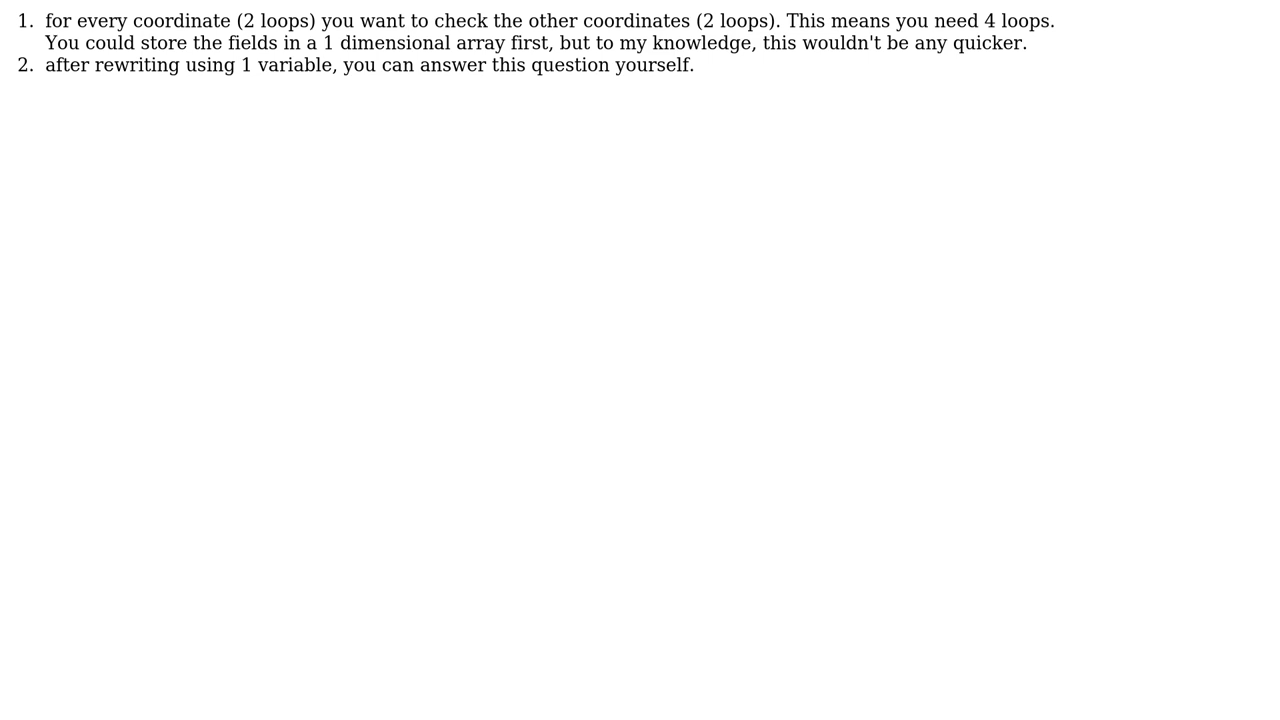 1. for every coordinate (2 loops) you want to check the other coordinates (2 loops). This means you need 4 loops.
You could store the fields in a 1 dimensional array first, but to my knowledge, this wouldn't be any quicker.
2. after rewriting using 1 variable, you can answer this question yourself.